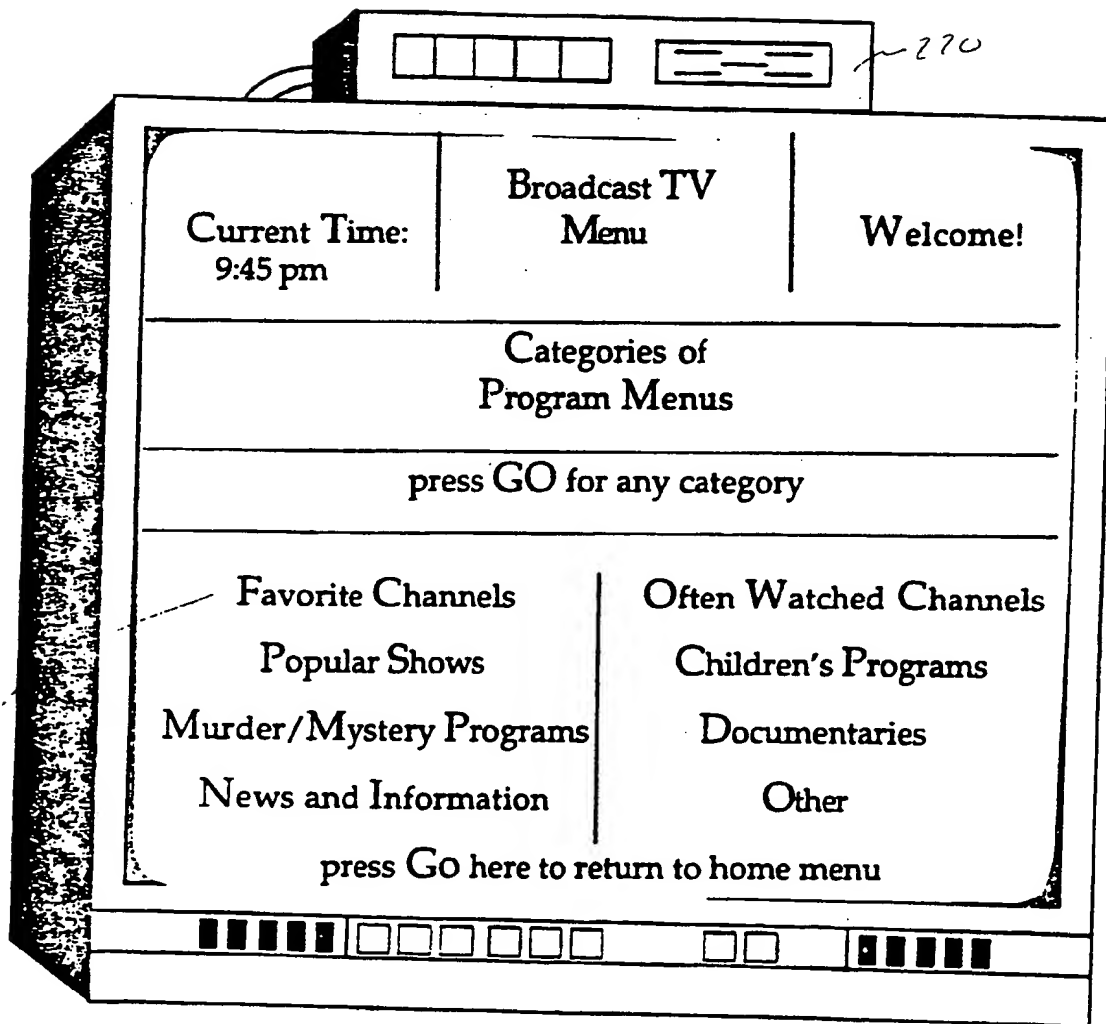 220
Broadcast TV
Menu
Current Time:
9:45 pm
Welcome!
Categories of
Program Menus
press GO for any category
Favorite Channels
Often Watched Channels
Popular Shows
Children's Programs
Murder/Mystery Programs
Documentaries
News and Information
Other
press Go here to return to home menu